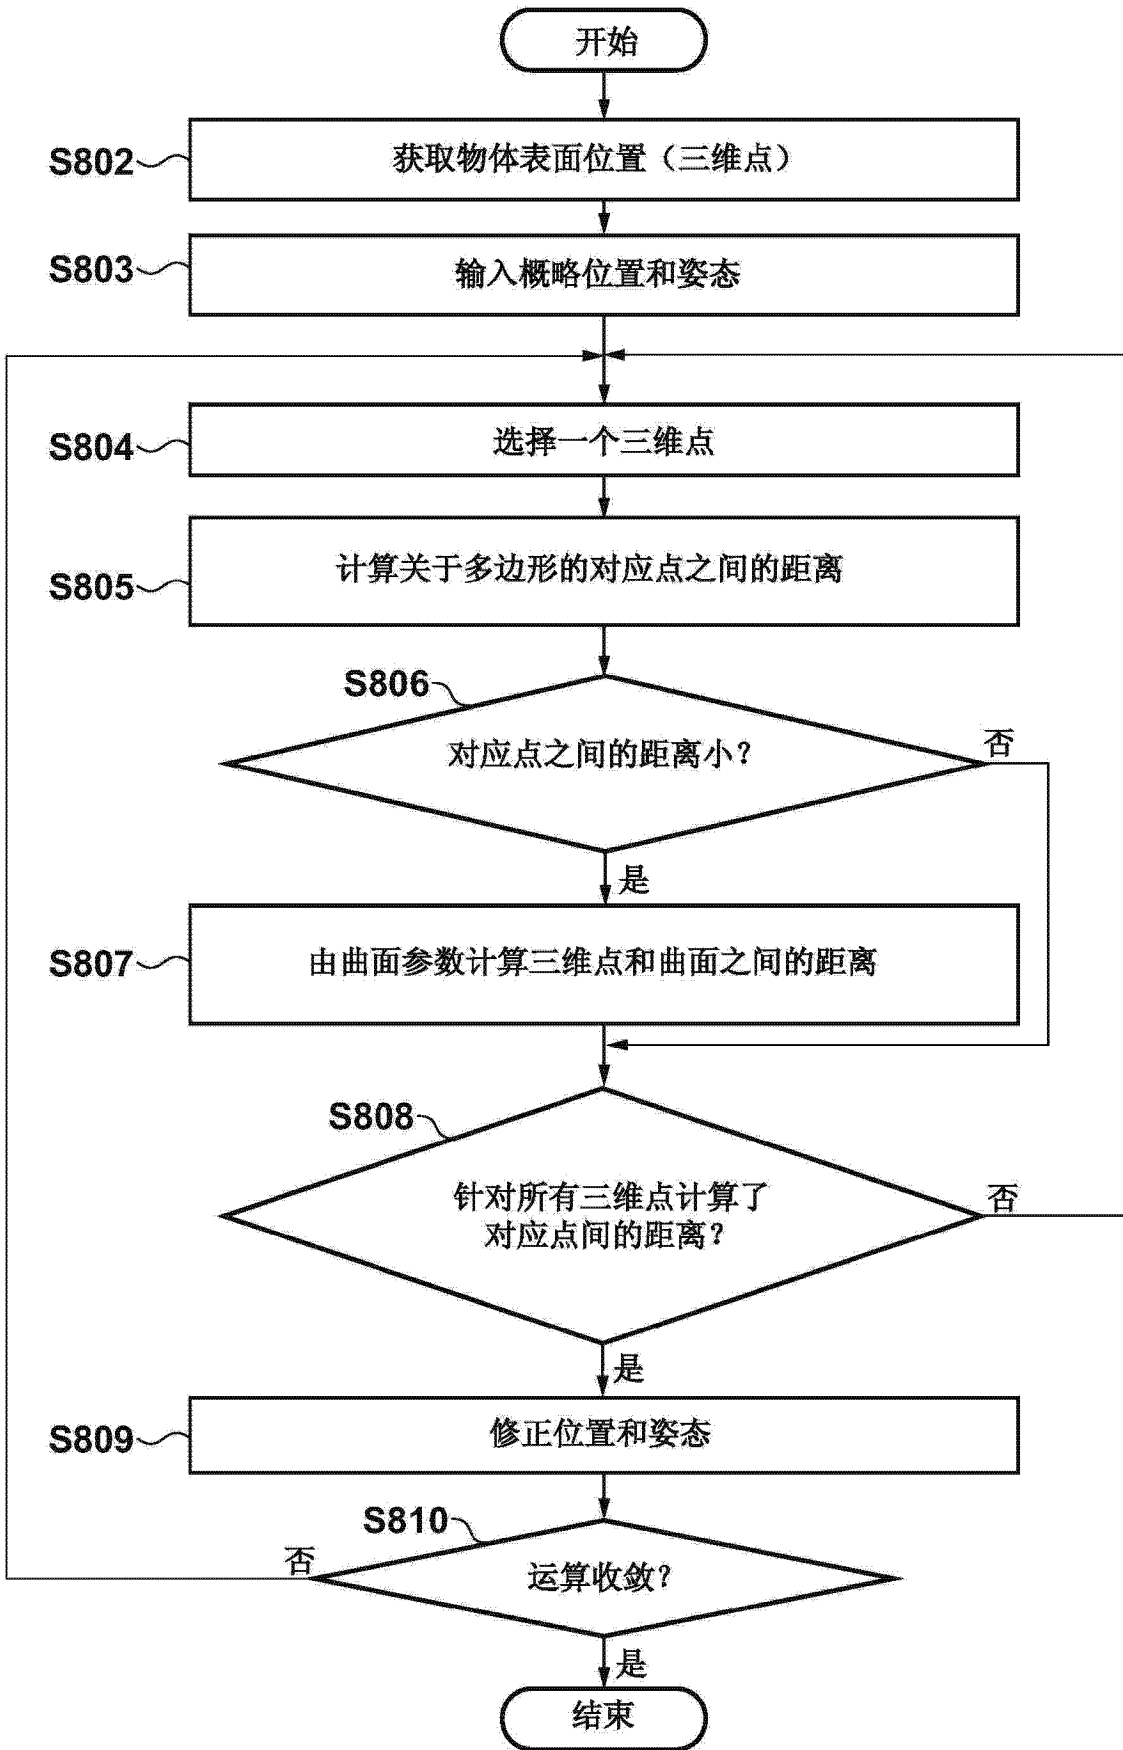 开始
S802
获取物体表面位置（三维点）
S803
输入概略位置和姿态
S804
选择一个三维点
S805
计算关于多边形的对应点之间的距离
S806
对应点之间的距离小？
否
是
S807
由曲面参数计算三维点和曲面之间的距离
S808
针对所有三维点计算了
对应点间的距离？
否
是
S809
修正位置和姿态
S810
运算收敛？
否
是
结束